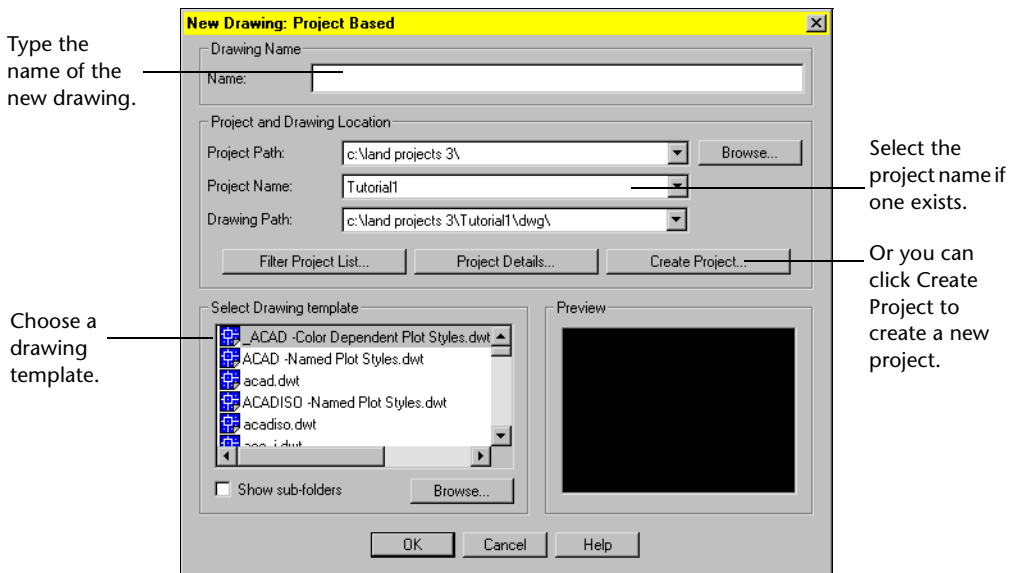 New Drawing: Project Based
Type the
name of the
new drawing.
Drawing Name
Name:
Project and Drawing Location
Project Path:
c:\land projects 3\
Browse...
Project Name:
Tutorial1
Drawing Path:
c:\land projects 3\Tutorial1\dwg\
Filter Project List...
Project Details...
Create Project...
Select the
project name if
one exists.
Or you can
click Create
Project to
create a new
project.
Choose a
drawing
template.
Select Drawing template
_ACAD -Color Dependent Plot Styles.dwt
ACAD -Named Plot Styles.dwt
acad.dwt
ACADISO -Named Plot Styles.dwt
acadiso.dwt
Show sub-folders
Browse...
Preview
OK
Cancel
Help